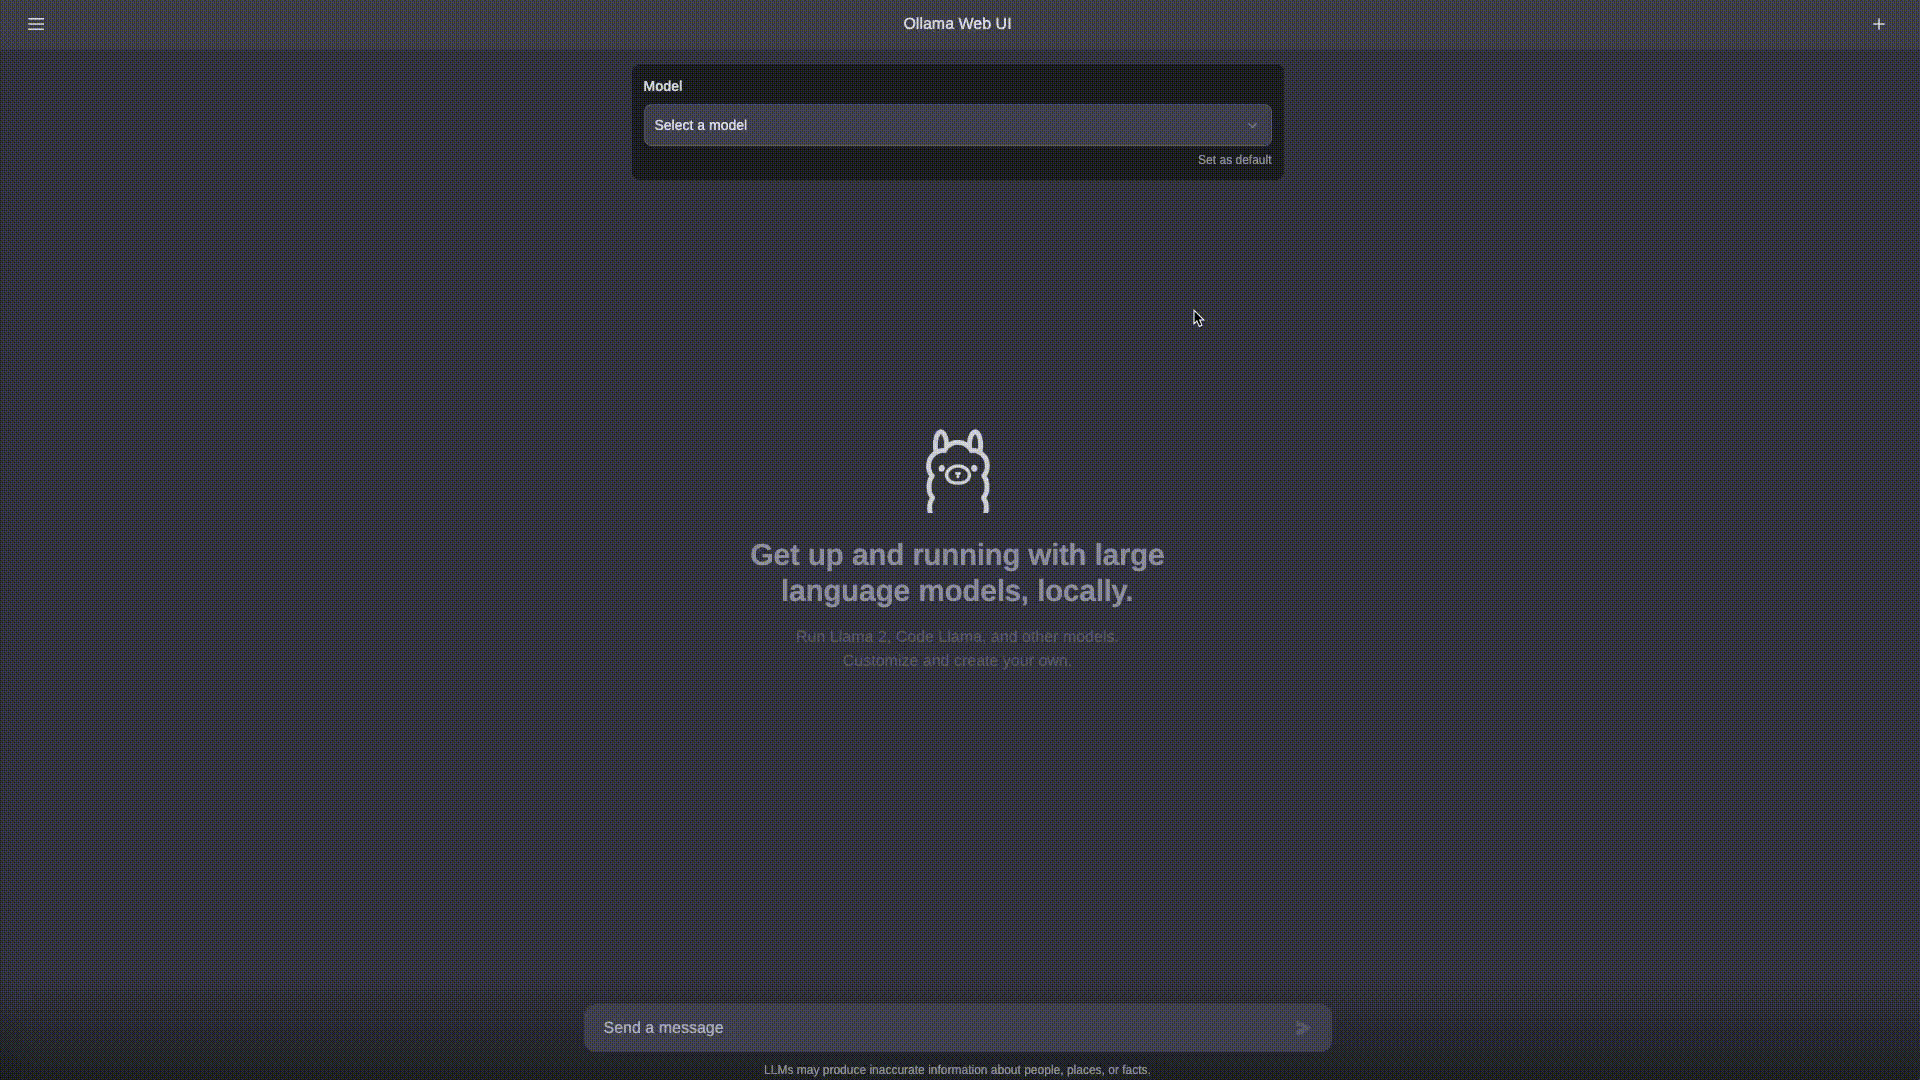 Ollama Web UI
Model
Select a model
Set as default
Get up and running with large
language models, locally.
Run Llama 2, Code Llama, and other models.
Customize and create your own.
Send a message
LLMs may produce inaccurate information about people, places, or facts.